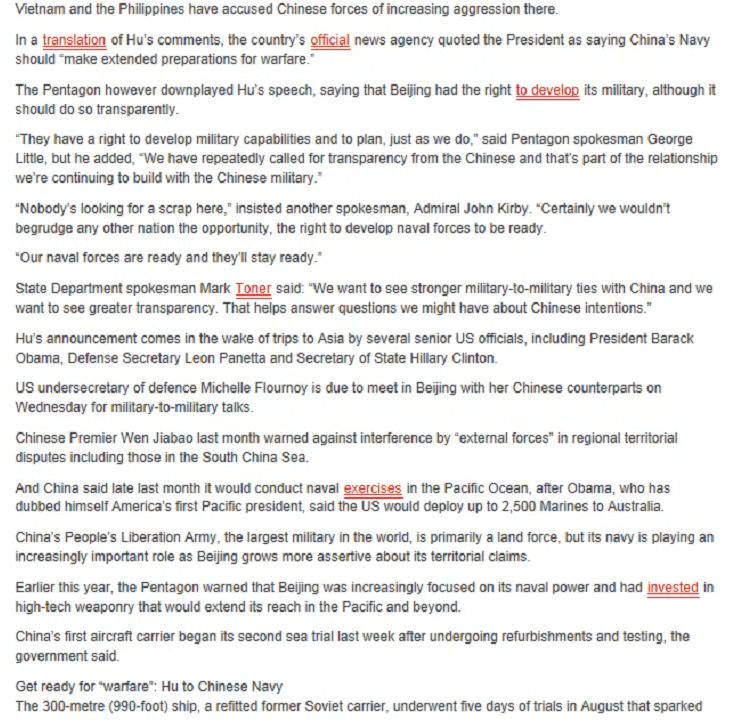 Vietnam and the Philippines have accused Chinese forces of increasing aggression there.
In a translation of Hu's comments, the country's official news agency quoted the President as saying China's Navy
should "make extended preparations for warfare."
The Pentagon however downplayed Hu's speech, saying that Beijing had the right to develop its military, although it
should do so transparently.
"They have a right to develop military capabilities and to plan, just as we do," said Pentagon spokesman George
Little, but he added, "We have repeatedly called for transparency from the Chinese and that's part of the relationship
we're continuing to build with the Chinese military."
"Nobody's looking for a scrap here," insisted another spokesman, Admiral John Kirby. "Certainly we wouldn't
begrudge any other nation the opportunity, the right to develop naval forces to be ready.
"Our naval forces are ready and they'll stay ready."
State Department spokesman Mark Toner said: "We want to see stronger military-to-military ties with China and we
want to see greater transparency. That helps answer questions we might have about Chinese intentions."
Hu's announcement comes in the wake of trips to Asia by several senior US officials, including President Barack
Obama, Defense Secretary Leon Panetta and Secretary of State Hillary Clinton.
US undersecretary of defence Michelle Flournoy is due to meet in Beijing with her Chinese counterparts on
Wednesday for military-to-military talks.
Chinese Premier Wen Jiabao last month warned against interference by "external forces" in regional territorial
disputes including those in the South China Sea.
And China said late last month it would conduct naval exercises in the Pacific Ocean, after Obama, who has
dubbed himself America's first Pacific president, said the US would deploy up to 2,500 Marines to Australia.
China's People's Liberation Army, the largest military in the world, is primarily a land force, but its navy is playing an
increasingly important role as Beijing grows more assertive about its territorial claims.
Earlier this year, the Pentagon warned that Beijing was increasingly focused on its naval power and had invested in
high-tech weaponry that would extend its reach in the Pacific and beyond.
China's first aircraft carrier began its second sea trial last week after undergoing refurbishments and testing, the
government said.
Get ready for "warfare": Hu to Chinese Navy
The 300-metre (990-foot) ship, a refitted former Soviet carrier, underwent five days of trials in August that sparked